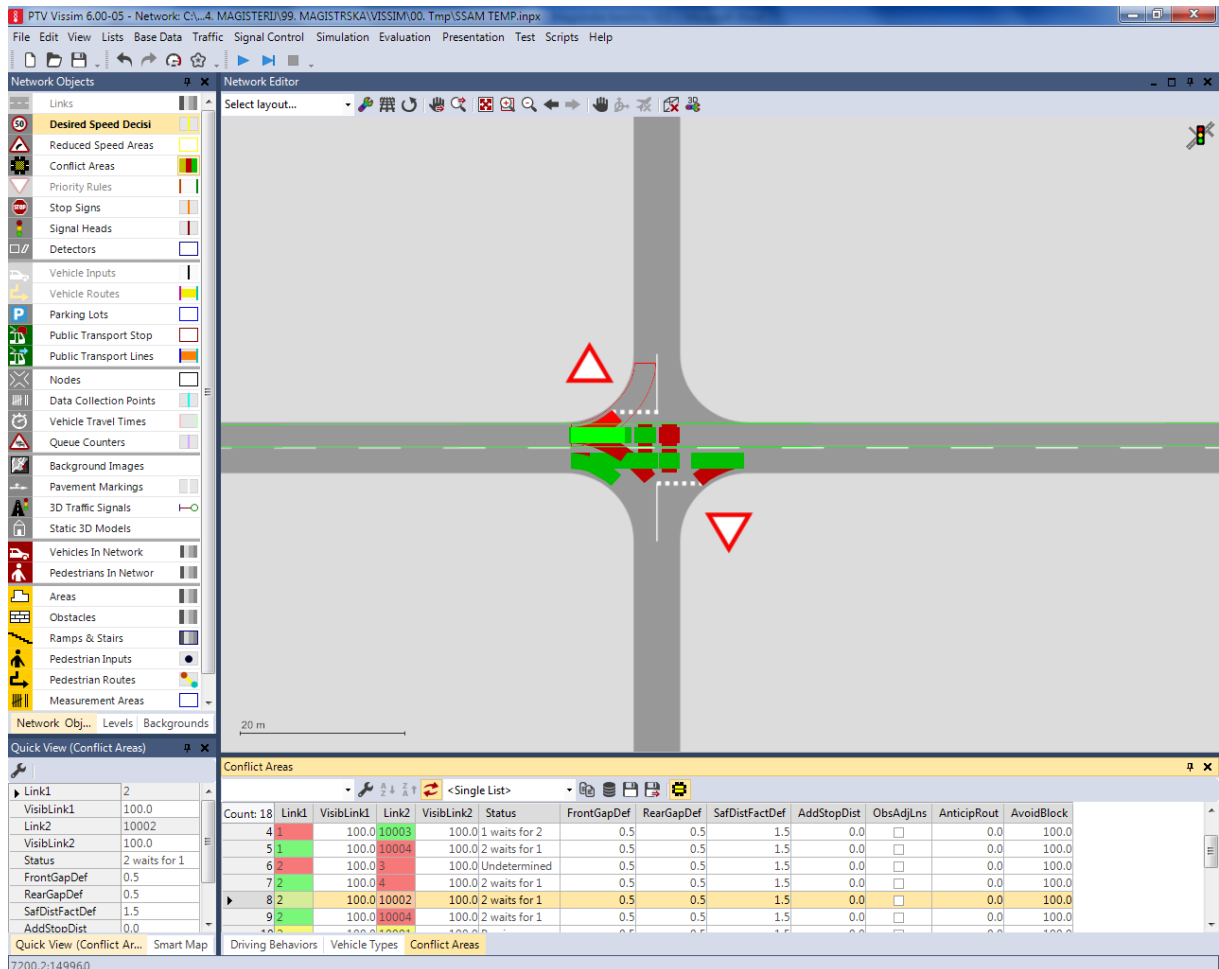 PTV Vissim 6.00-05 - Network: C:\...4. MAGISTERIJ\99. MAGISTRSKA\VISSIM\00. Tmp\SSAM TEMP.inpx
File Edit View Lists Base Data Traffic Signal Control Simulation Evaluation Presentation Test Scripts Help
Network Objects
Links
50 Desired Speed Decisi
Reduced Speed Areas
Conflict Areas
Priority Rules
STOP Stop Signs
Signal Heads
Detectors
Vehicle Inputs
Vehicle Routes
P Parking Lots
Public Transport Stop
Public Transport Lines
Nodes
Data Collection Points
Vehicle Travel Times
Queue Counters
Background Images
Pavement Markings
3D Traffic Signals
Static 3D Models
Vehicles In Network
Pedestrians In Networ
Areas
Obstacles
Ramps & Stairs
Pedestrian Inputs
Pedestrian Routes
Measurement Areas
Network Obj... Levels Backgrounds
Network Editor
Select layout... 3D
20 m
Quick View (Conflict Areas)
Link1 2
VisibLink1 100.0
Link2 10002
VisibLink2 100.0
Status 2 waits for 1
FrontGapDef 0.5
RearGapDef 0.5
SafDistFactDef 1.5
AddStopDist 0.0
Quick View (Conflict Ar... Smart Map
Conflict Areas
<Single List>
Count: 18 Link1 VisibLink1 Link2 VisibLink2 Status FrontGapDef RearGapDef SafDistFactDef AddStopDist ObsAdjLns AnticipRout AvoidBlock
4 1 100.0 10003 100.0 1 waits for 2 0.5 0.5 1.5 0.0 0.0 100.0
5 1 100.0 10004 100.0 2 waits for 1 0.5 0.5 1.5 0.0 0.0 100.0
6 2 100.0 3 100.0 Undetermined 0.5 0.5 1.5 0.0 0.0 100.0
7 2 100.0 4 100.0 2 waits for 1 0.5 0.5 1.5 0.0 0.0 100.0
8 2 100.0 10002 100.0 2 waits for 1 0.5 0.5 1.5 0.0 0.0 100.0
9 2 100.0 10004 100.0 2 waits for 1 0.5 0.5 1.5 0.0 0.0 100.0
Driving Behaviors Vehicle Types Conflict Areas
7200.2:14996.0